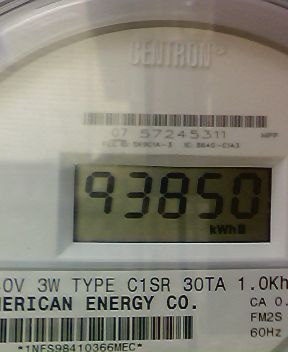 CENTRON®
07 57245311
93850
kWh
0V 3W TYPE C1SR 30TA 1.0Kh
MERICAN ENERGY CO.
CA 0.
FM2S
60Hz
*1NFS98410366MEC*